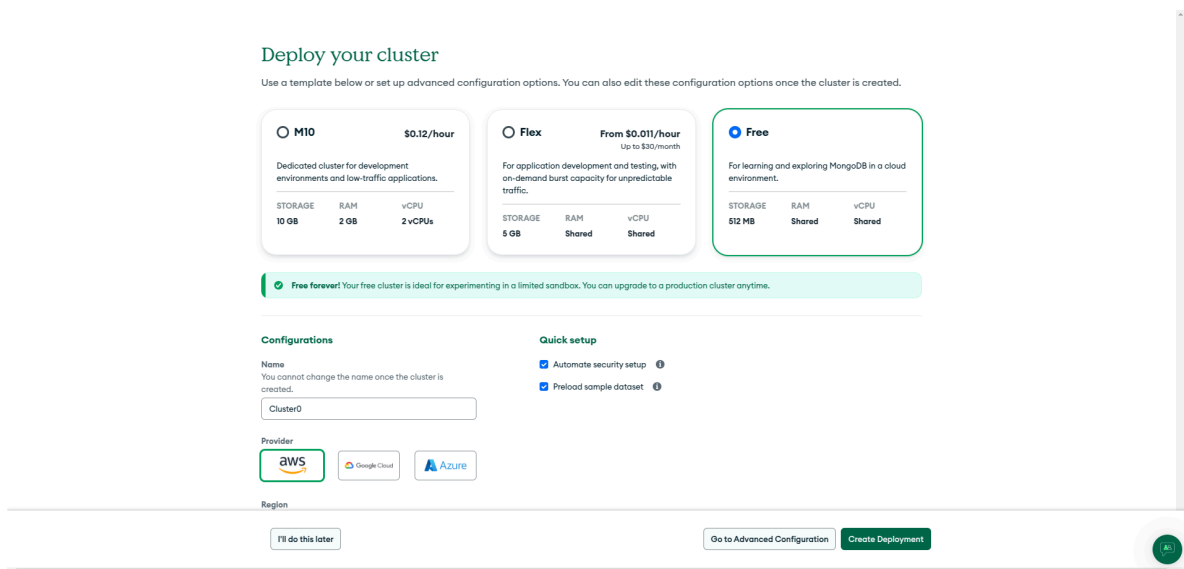 Deploy your cluster
Use a template below or set up advanced configuration options. You can also edit these configuration options once the cluster is created.
M10
$0.12/hour
Dedicated cluster for development
environments and low-traffic applications.
STORAGE RAM vCPU
10 GB 2 GB 2 vCPUs
Flex
From $0.011/hour
Up to $30/month
For application development and testing, with
on-demand burst capacity for unpredictable
traffic.
STORAGE RAM vCPU
5 GB Shared Shared
Free
For learning and exploring MongoDB in a cloud
environment.
STORAGE RAM vCPU
512 MB Shared Shared
Free forever! Your free cluster is ideal for experimenting in a limited sandbox. You can upgrade to a production cluster anytime.
Configurations
Name
You cannot change the name once the cluster is
created.
Cluster0
Provider
aws
Google Cloud
Azure
Region
Quick setup
Automate security setup
Preload sample dataset
I'll do this later
Go to Advanced Configuration
Create Deployment